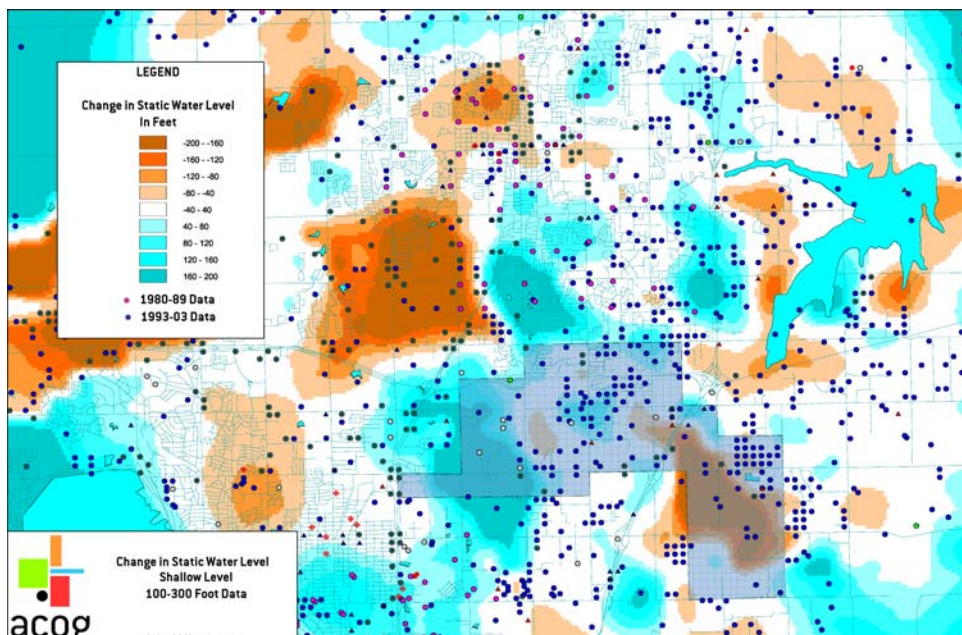 LEGEND
Change in Static Water Level
In Feet
-200 - -160
-160 - -120
-120 - -80
-80 - -40
-40 - 40
40 - 80
80 - 120
120 - 160
160 - 200
1980-89 Data
1993-03 Data
Change in Static Water Level
Shallow Level
100-300 Foot Data
acog